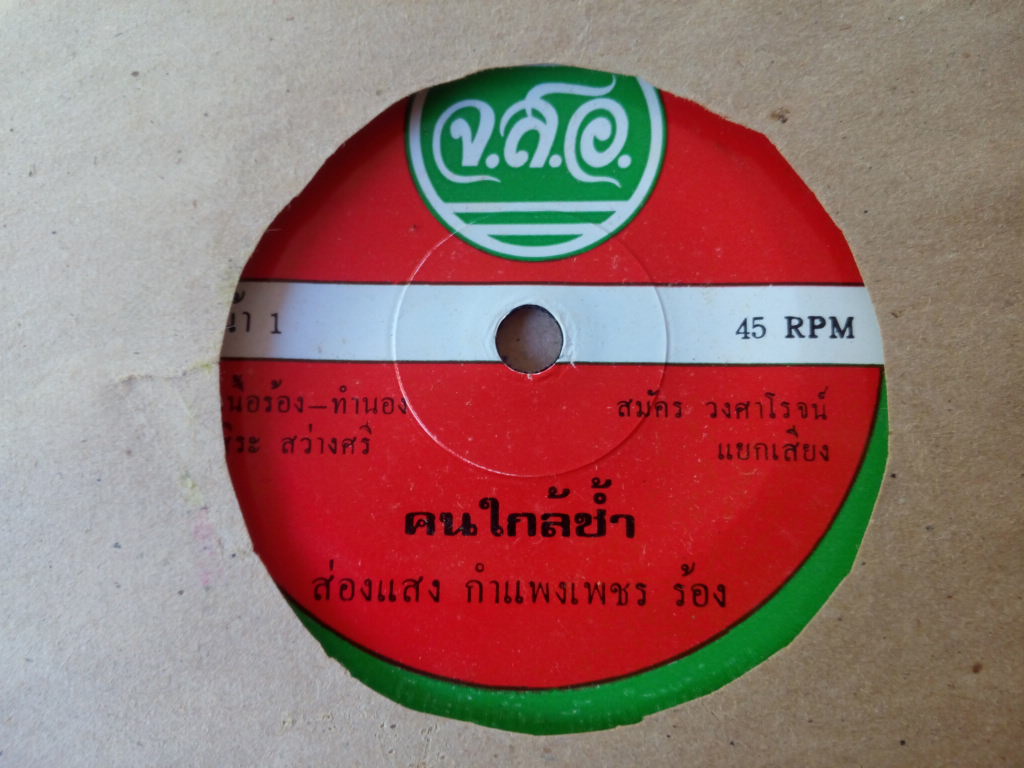 จ.ส.อ.
น้า 1
45 RPM
เนื้อร้อง–ทำนอง
สว่างศรี
สมัคร วงศาโรจน์
แยกเสียง
คนใกล้ช้ำ
ส่องแสง กำแพงเพชร ร้อง